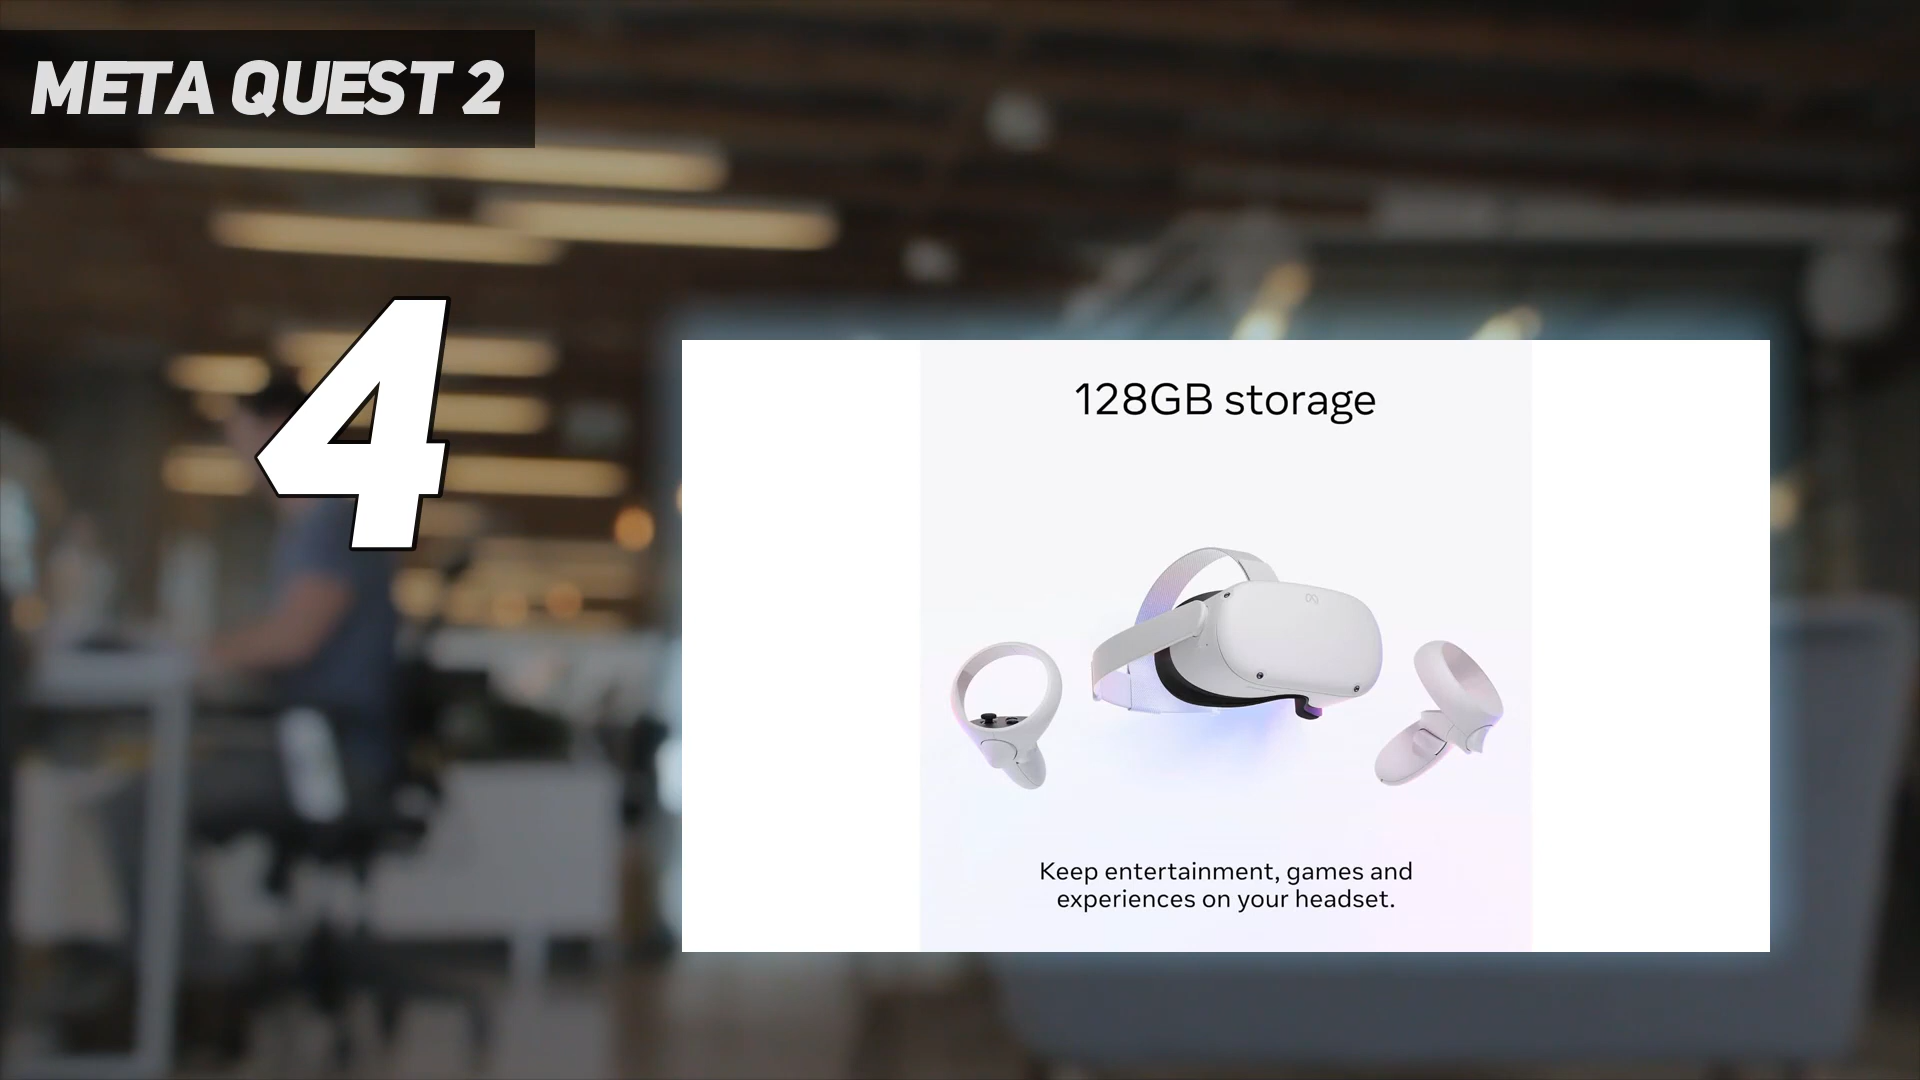 META QUEST 2
4
128GB storage
Keep entertainment, games and
experiences on your headset.